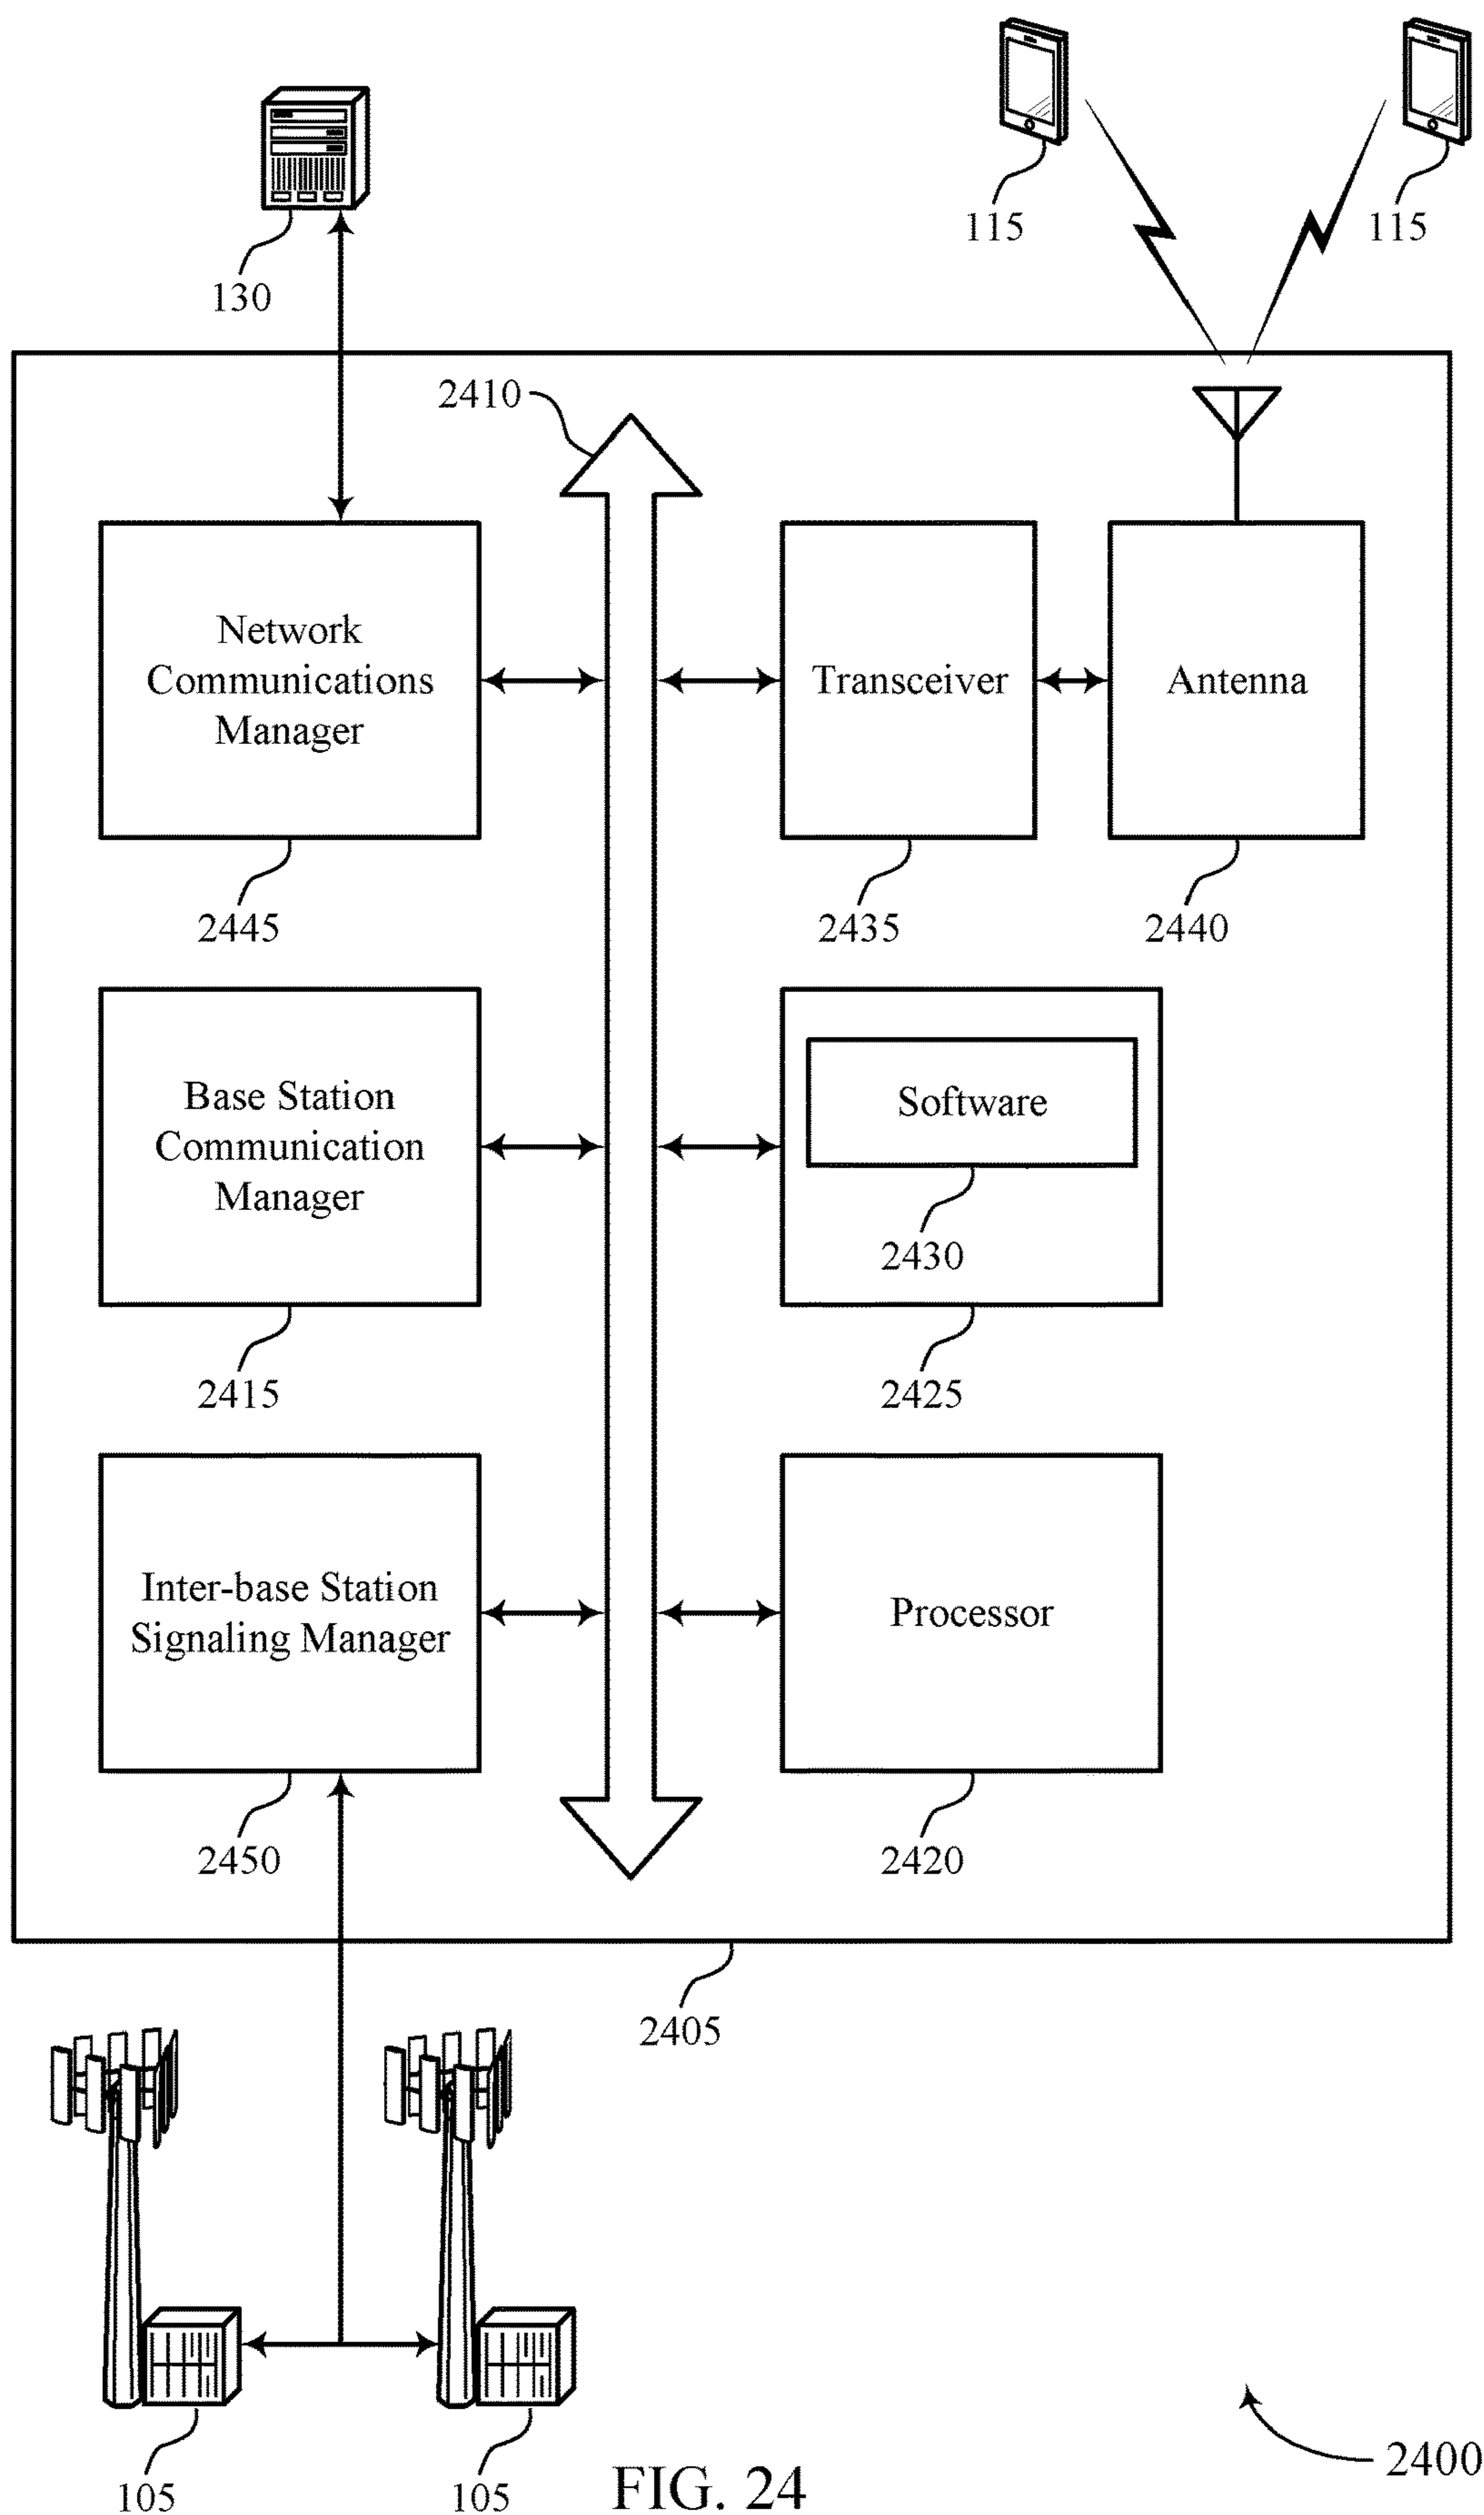 115
115
130
2410
Network
Communications
Manager
Transceiver
Antenna
2445
2435
2440
Base Station
Communication
Manager
Software
2430
2415
2425
Inter-base Station
Signaling Manager
Processor
2450
2420
2405
105
105
2400
FIG. 24